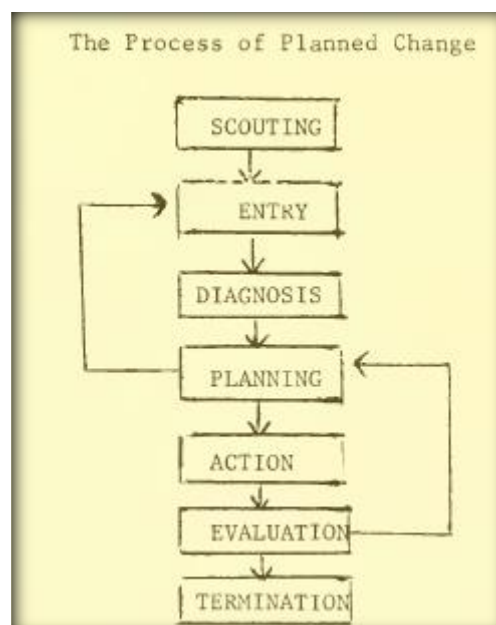 The Process of Planned Change
SCOUTING
ENTRY
DIAGNOSIS
PLANNING
ACTION
EVALUATION
TERMINATION